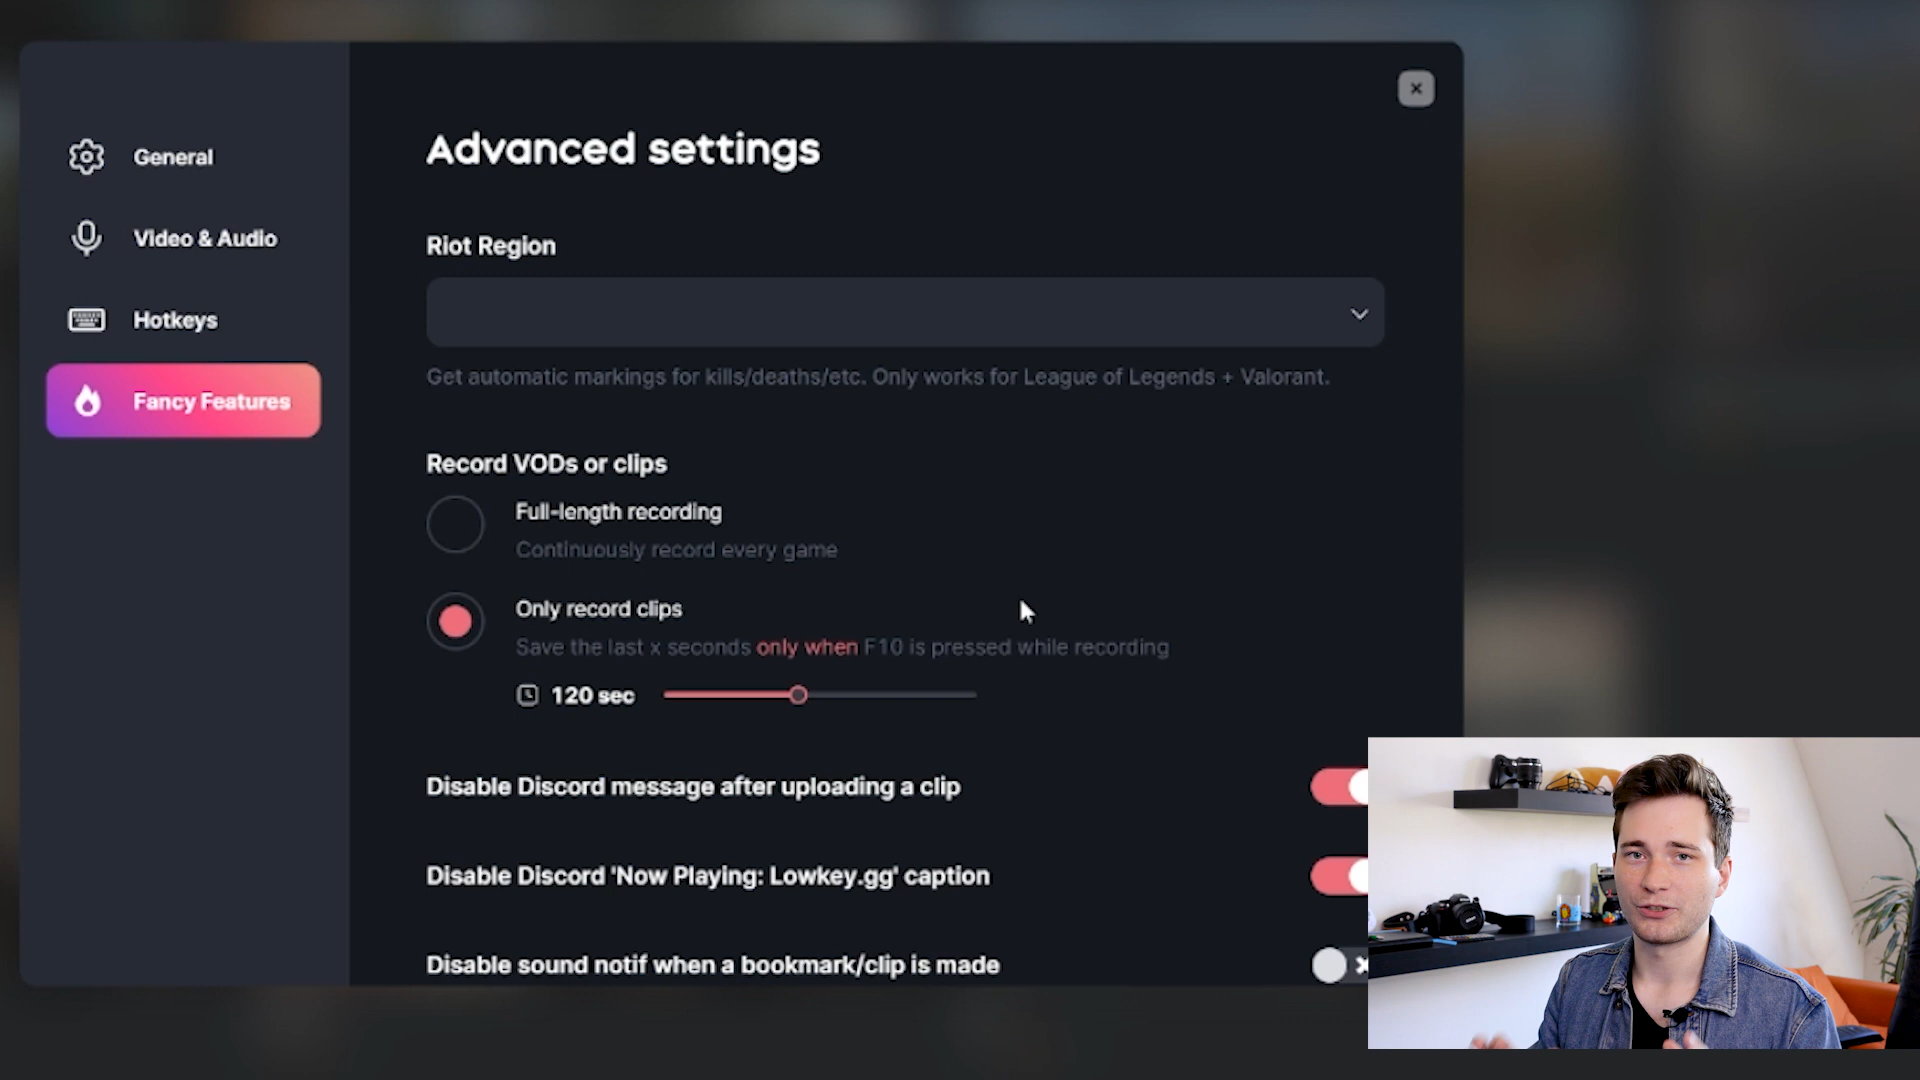 General
Video & Audio
Hotkeys
Fancy Features
Advanced settings
Riot Region
Get automatic markings for kills/deaths/etc. Only works for League of Legends + Valorant.
Record VODs or clips
Full-length recording
Continuously record every game
Only record clips
Save the last x seconds only when F10 is pressed while recording
120 sec
Disable Discord message after uploading a clip
Disable Discord 'Now Playing: Lowkey.gg' caption
Disable sound notif when a bookmark/clip is made